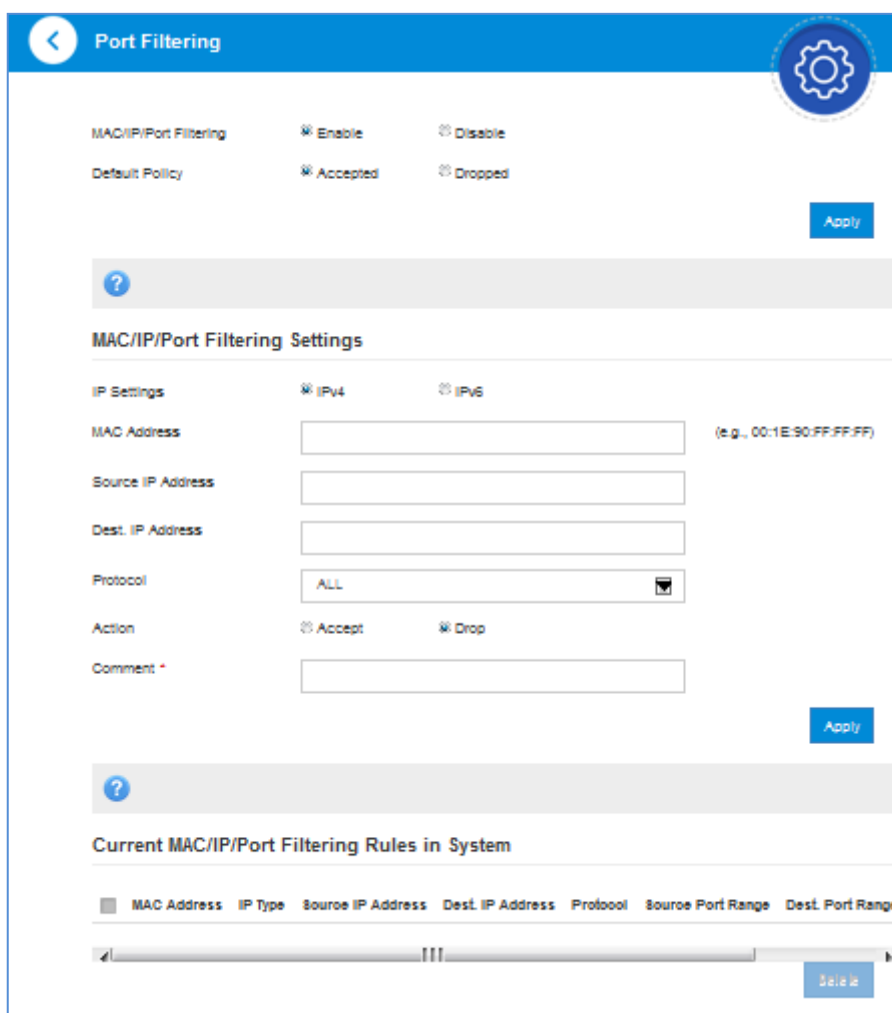 Port Filtering
MAC/IP/Port Filtering Enable Disable
Default Policy Accepted Dropped
Apply
?
MAC/IP/Port Filtering Settings
IP Settings IPv4 IPv6
MAC Address (e.g., 00:1E:90:FF:FF:FF)
Source IP Address
Dest. IP Address
Protocol ALL
Action Accept Drop
Comment *
Apply
?
Current MAC/IP/Port Filtering Rules in System
MAC Address IP Type Source IP Address Dest. IP Address Protocol Source Port Range Dest. Port Rang
Delete